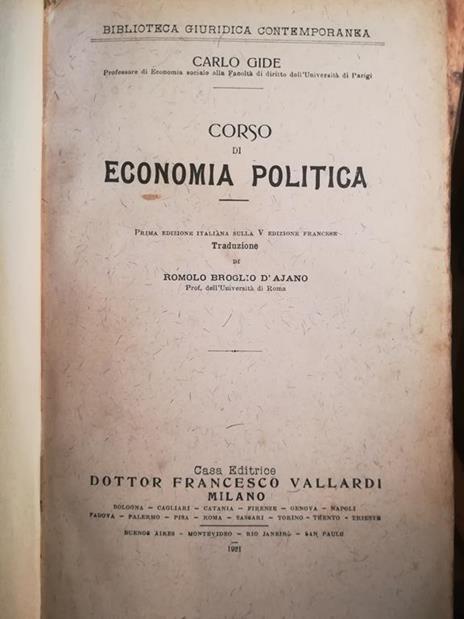 BIBLIOTECA GIURIDICA CONTEMPORANEA
CARLO GIDE
Professore di Economia sociale alla Facoltà di diritto dell'Università di Parigi
CORSO
DI
ECONOMIA POLITICA
PRIMA EDIZIONE ITALIANA SULLA V EDIZIONE FRANCESE
Traduzione
DI
ROMOLO BROGLIO D'AJANO
Prof. dell'Università di Roma
Casa Editrice
DOTTOR FRANCESCO VALLARDI
MILANO
BOLOGNA – CAGLIARI – CATANIA – FIRENZE – GENOVA – NAPOLI
PADOVA – PALERMO – PISA – ROMA – SASSARI – TORINO – TRENTO – TRIESTE
BUENOS AIRES – MONTEVIDEO – RIO JANEIRO – SAN PAULO
1921